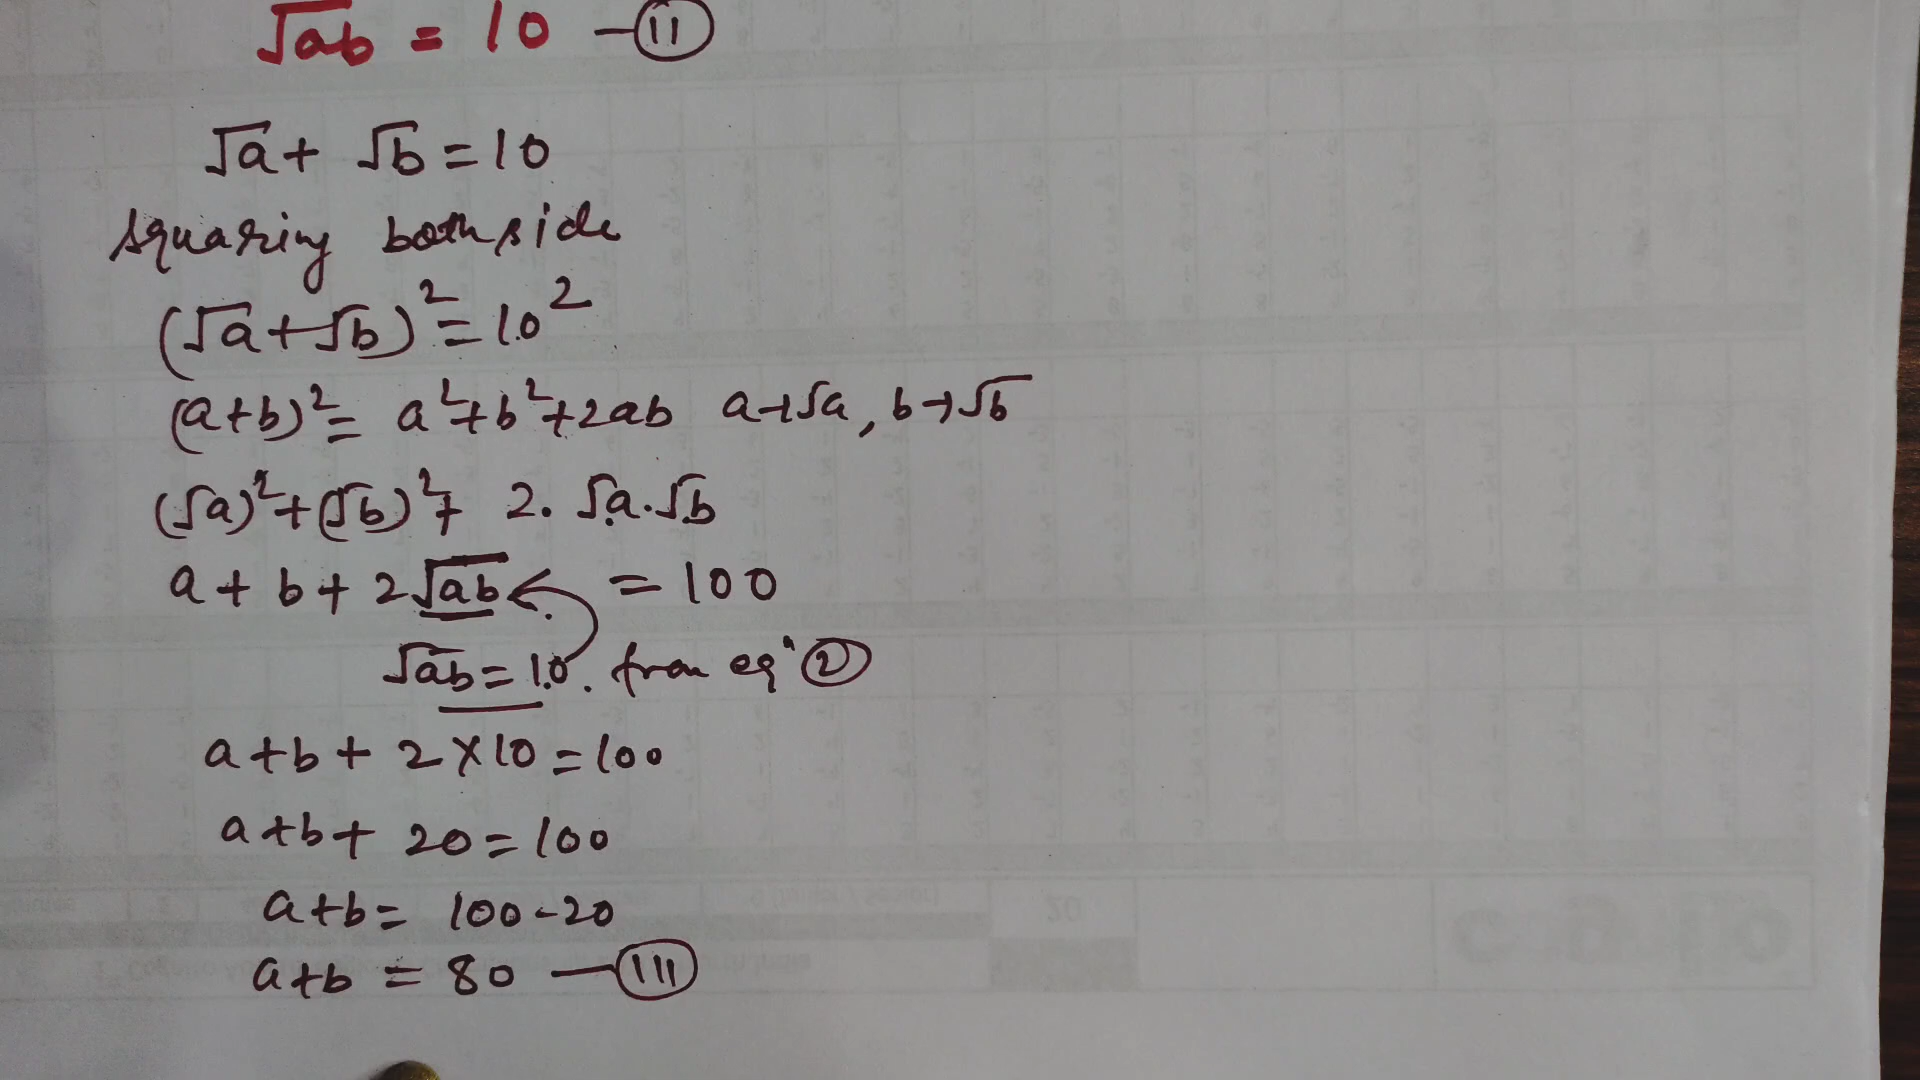 √ab = 10 —(II)
√a + √b = 10
squaring both side
(√a+√b)² = 10²
(a+b)² = a²+b²+2ab a→√a, b→√b
(√a)²+(√b)²+ 2. √a.√b
a + b + 2√ab = 100
√ab = 10. from eqⁿ (2)
a + b + 2 × 10 = 100
a + b + 20 = 100
a + b = 100 - 20
a + b = 80 —(III)